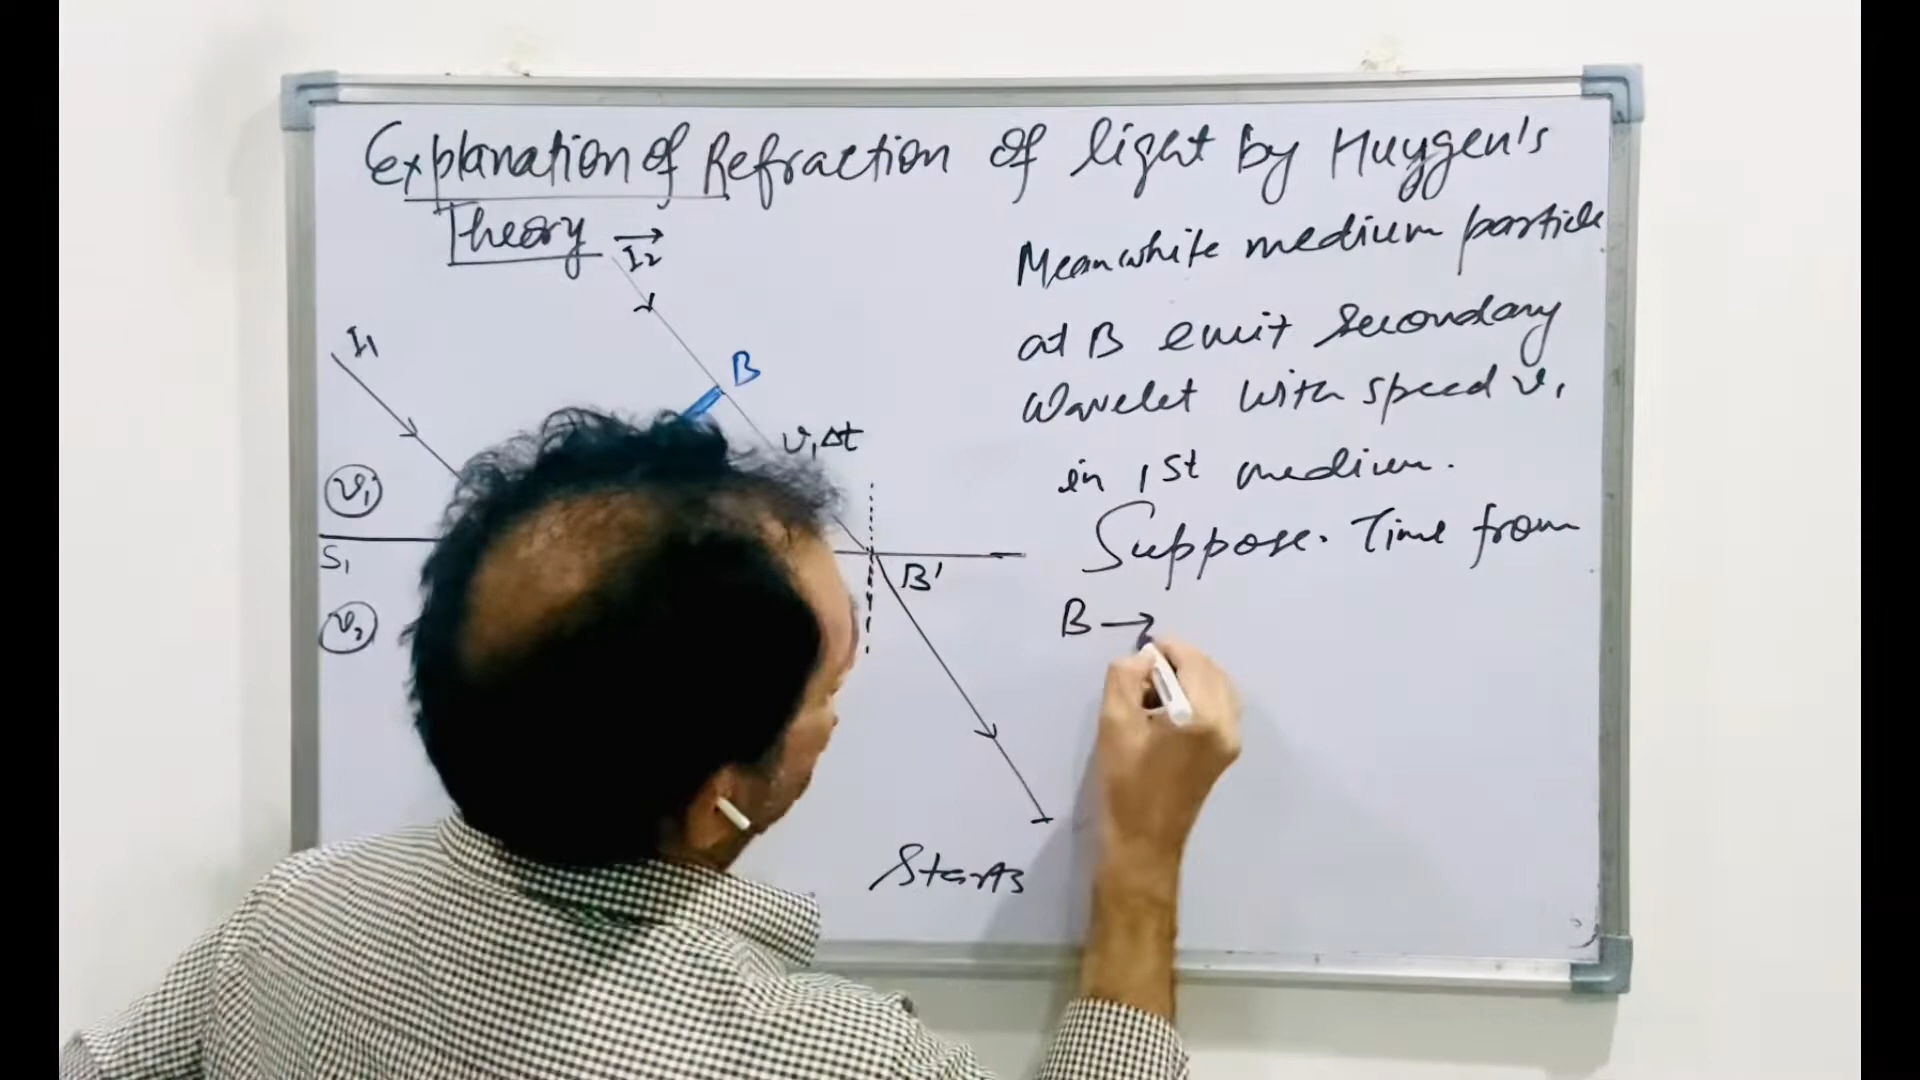 Explanation of Refraction of light by Huygen's
Theory
I2
I1
B
v1Δt
v1
S1
B'
v2
Starts
Meanwhile medium particle
at B emit secondary
wavelet with speed v1
in 1st medium.
Suppose. Time from
B →